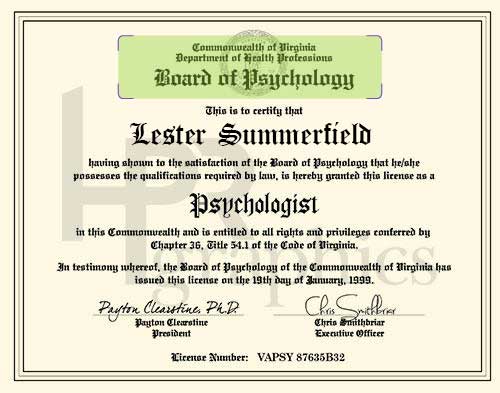 Commonwealth of Virginia
Department of Health Professions
Board of Psychology
This is to certify that
Lester Summerfield
having shown to the satisfaction of the Board of Psychology that he/she
possesses the qualifications required by law, is hereby granted this license as a
Psychologist
in this Commonwealth and is entitled to all rights and privileges conferred by
Chapter 36, Title 54.1 of the Code of Virginia.
In testimony whereof, the Board of Psychology of the Commonwealth of Virginia has
issued this license on the 19th day of January, 1999.
Payton Clearstine, Ph.D. Chris Smithbriar
Payton Clearstine Chris Smithbriar
President Executive Officer
License Number: VAPSY 87635B32
HPR
graphics